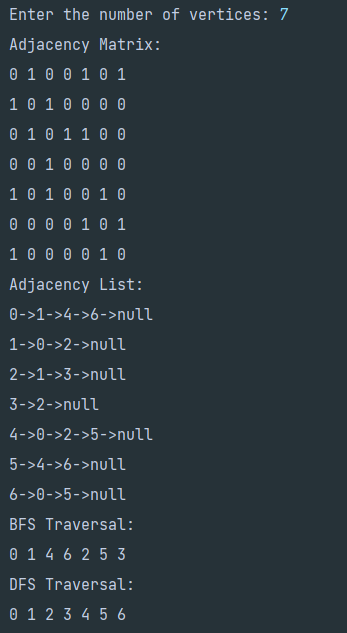 Enter the number of vertices: 7
Adjacency Matrix:
0 1 0 0 1 0 1
1 0 1 0 0 0 0
0 1 0 1 1 0 0
0 0 1 0 0 0 0
1 0 1 0 0 1 0
0 0 0 0 1 0 1
1 0 0 0 0 1 0
Adjacency List:
0->1->4->6->null
1->0->2->null
2->1->3->null
3->2->null
4->0->2->5->null
5->4->6->null
6->0->5->null
BFS Traversal:
0 1 4 6 2 5 3
DFS Traversal:
0 1 2 3 4 5 6